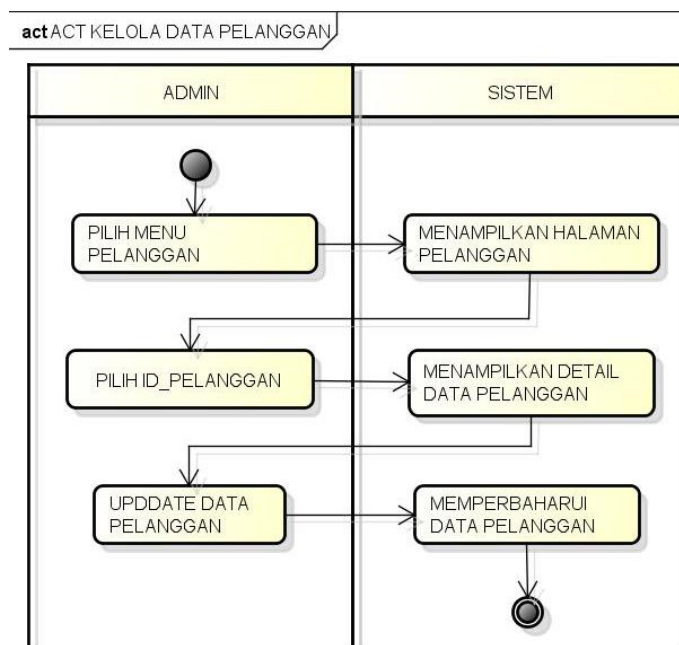 act ACT KELOLA DATA PELANGGAN
ADMIN
SISTEM
PILIH MENU
PELANGGAN
MENAMPILKAN HALAMAN
PELANGGAN
PILIH ID_PELANGGAN
MENAMPILKAN DETAIL
DATA PELANGGAN
UPDDATE DATA
PELANGGAN
MEMPERBAHARUI
DATA PELANGGAN